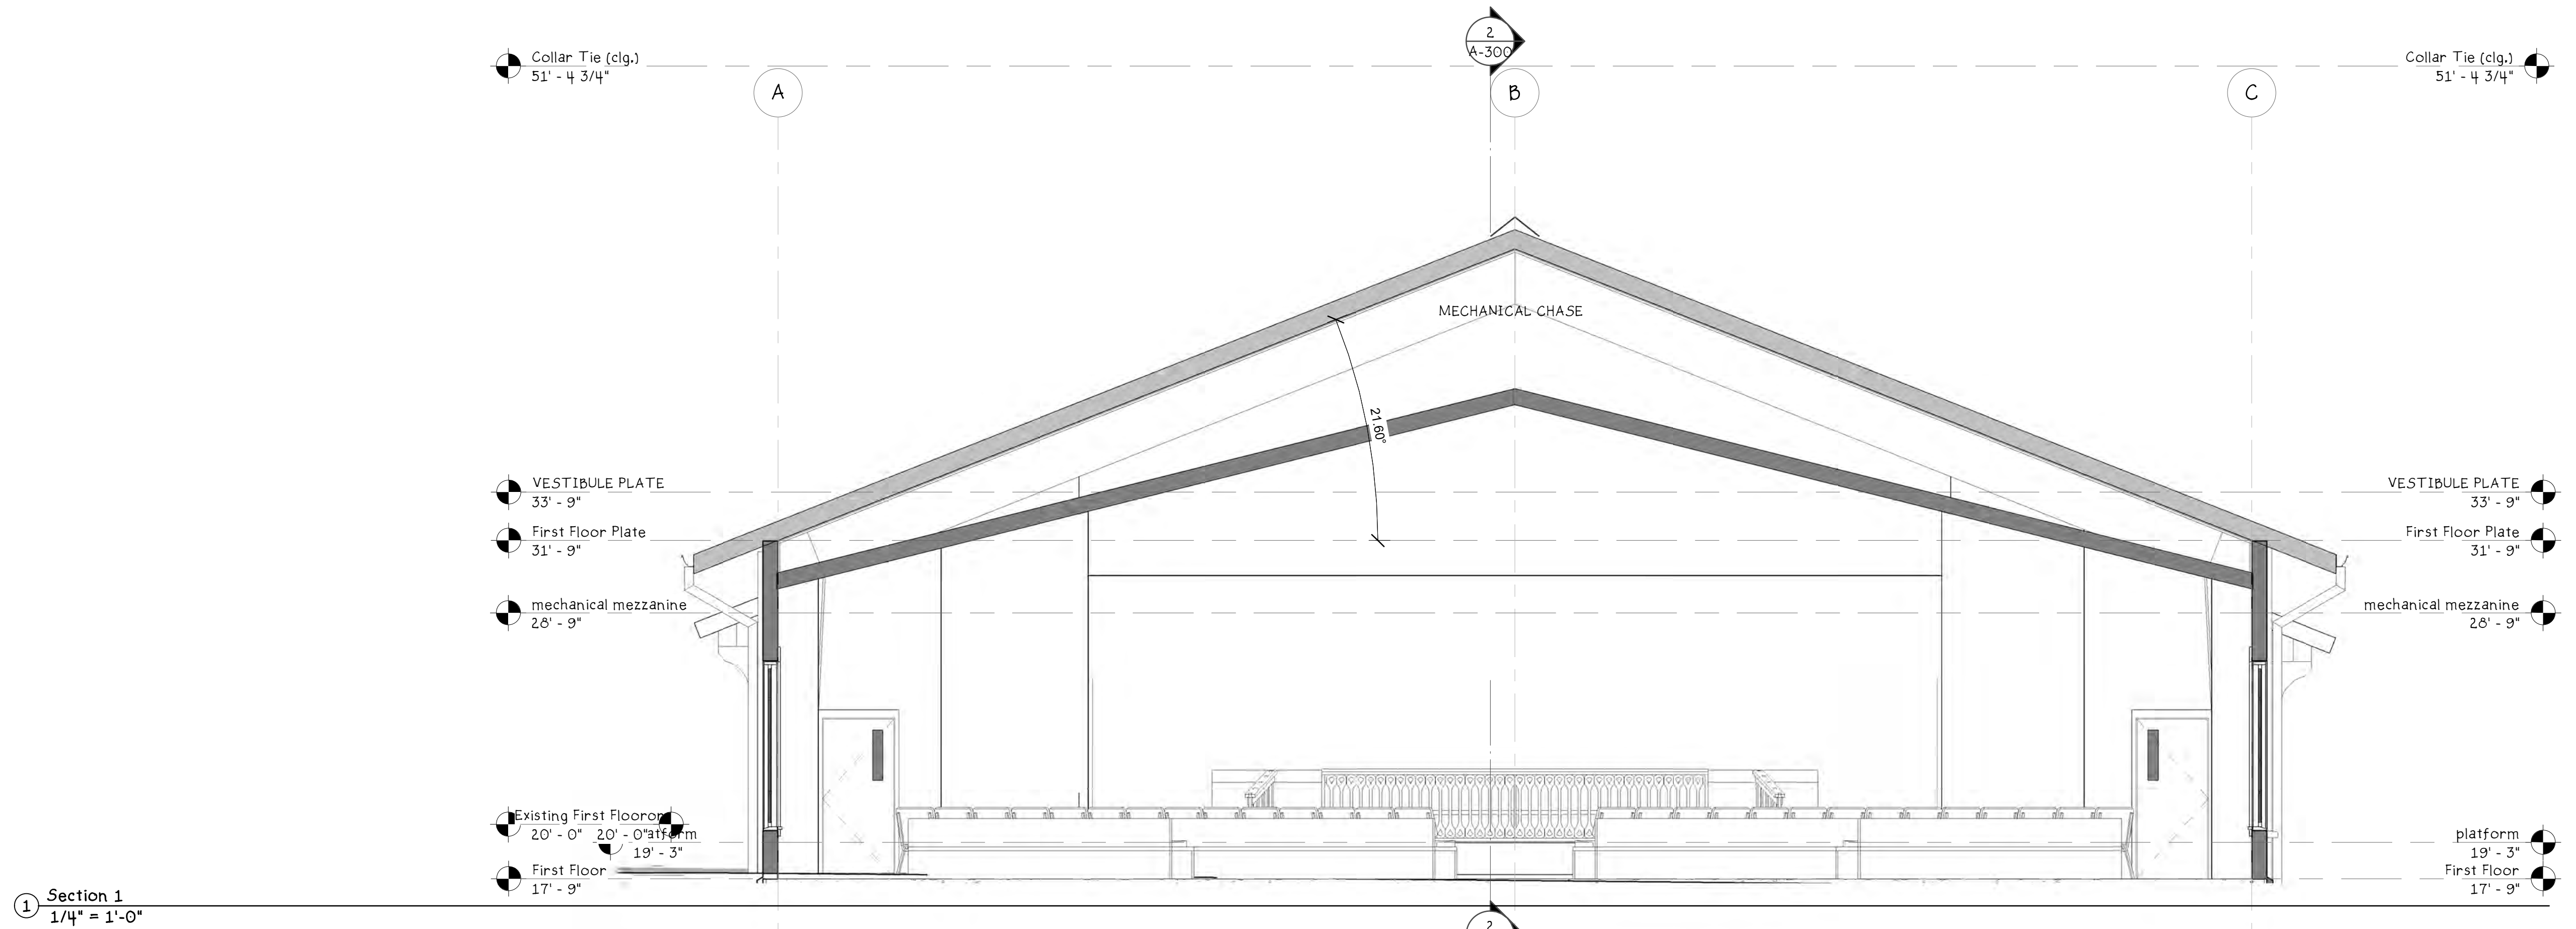 2
A-300
Collar Tie (clg.)
51' - 4 3/4"
Collar Tie (clg.)
51' - 4 3/4"
A
B
C
MECHANICAL CHASE
21.60°
VESTIBULE PLATE
33' - 9"
VESTIBULE PLATE
33' - 9"
First Floor Plate
31' - 9"
First Floor Plate
31' - 9"
mechanical mezzanine
28' - 9"
mechanical mezzanine
28' - 9"
Existing First Floor
20' - 0" 20' - 0"
19' - 3"
platform
19' - 3"
First Floor
17' - 9"
First Floor
17' - 9"
1 Section 1
1/4" = 1'-0"
2